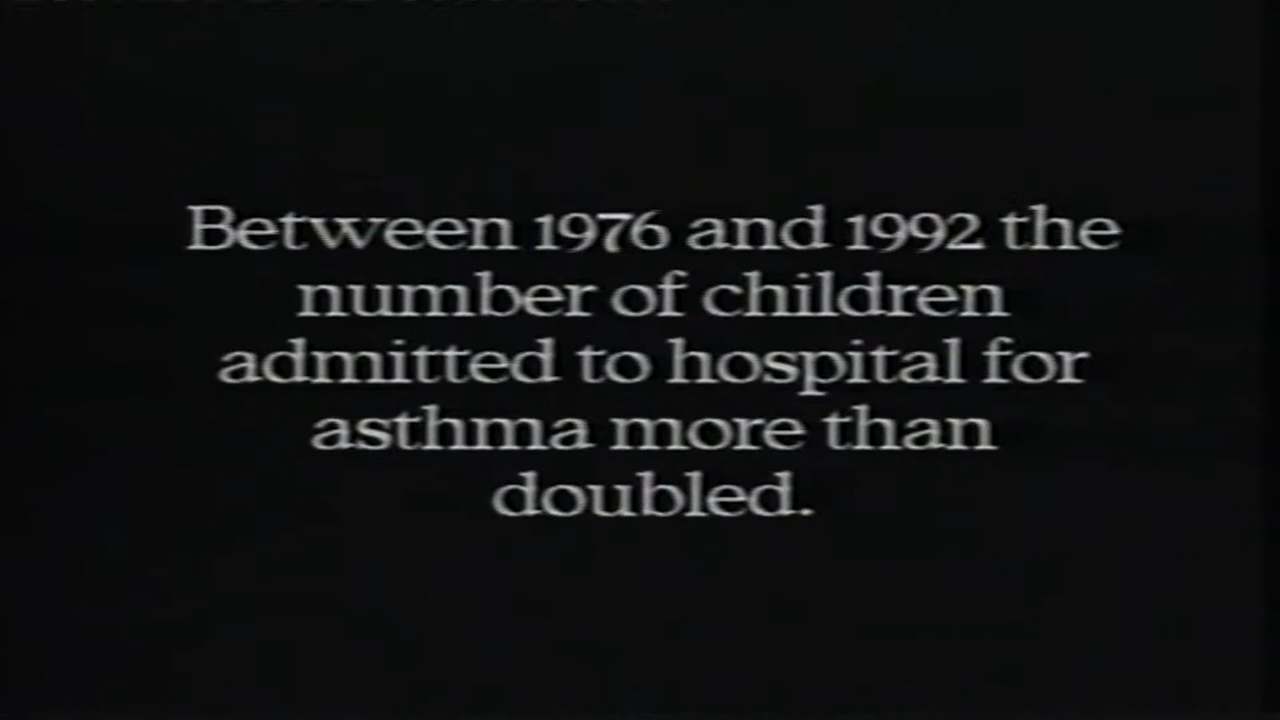 Between 1976 and 1992 the
number of children
admitted to hospital for
asthma more than
doubled.